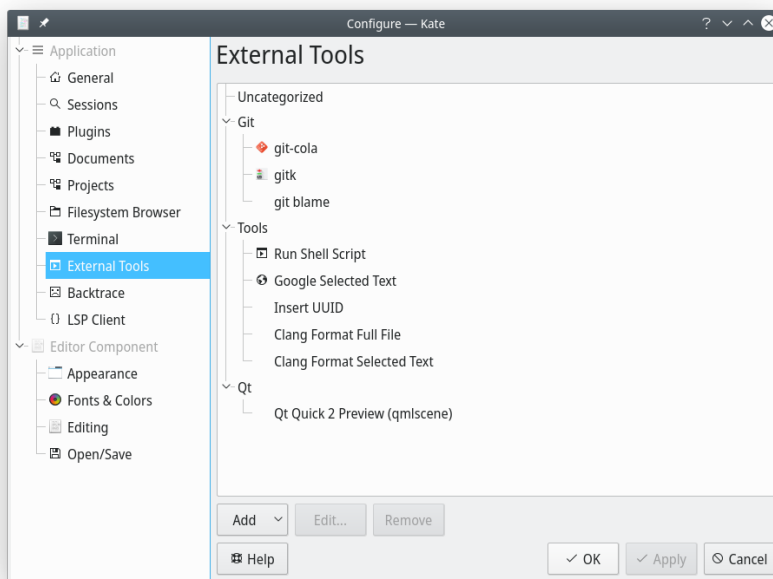 Configure — Kate
Application
General
Sessions
Plugins
Documents
Projects
Filesystem Browser
Terminal
External Tools
Backtrace
LSP Client
Editor Component
Appearance
Fonts & Colors
Editing
Open/Save
External Tools
Uncategorized
Git
git-cola
gitk
git blame
Tools
Run Shell Script
Google Selected Text
Insert UUID
Clang Format Full File
Clang Format Selected Text
Qt
Qt Quick 2 Preview (qmlscene)
Add
Edit...
Remove
Help
OK
Apply
Cancel